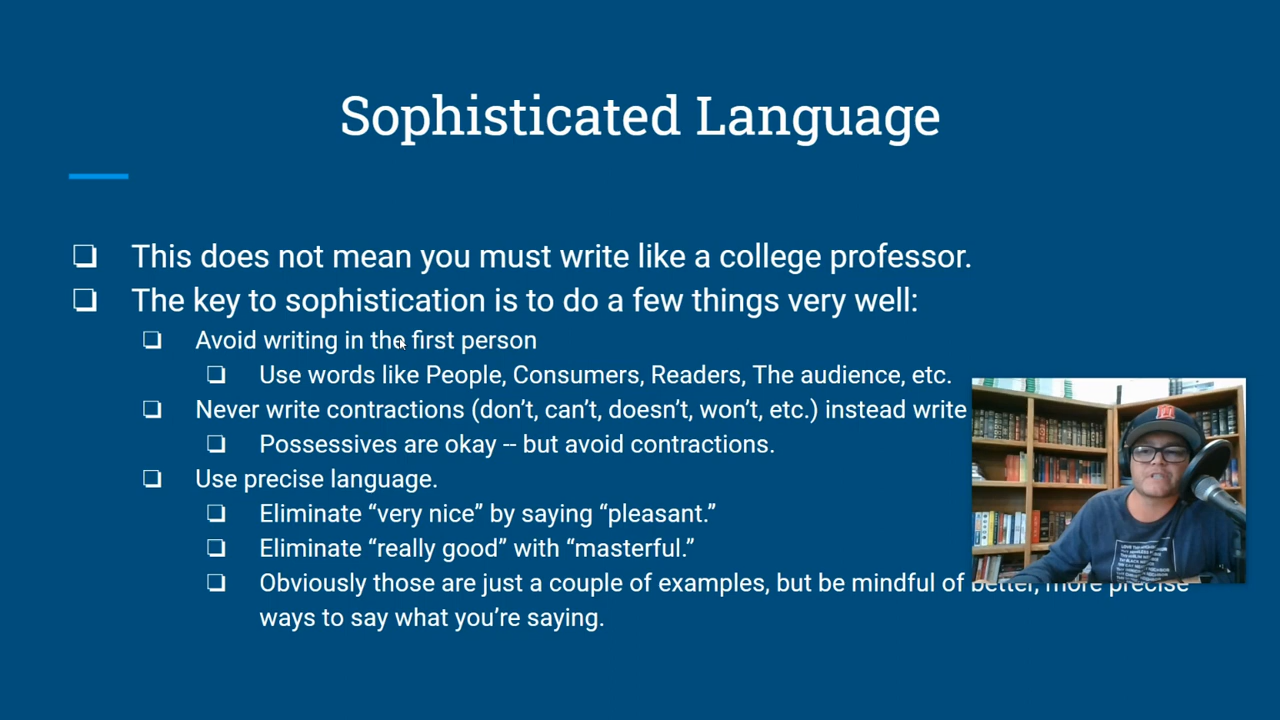 Sophisticated Language
This does not mean you must write like a college professor.
The key to sophistication is to do a few things very well:
Avoid writing in the first person
Use words like People, Consumers, Readers, The audience, etc.
Never write contractions (don’t, can’t, doesn’t, won’t, etc.) instead write
Possessives are okay -- but avoid contractions.
Use precise language.
Eliminate “very nice” by saying “pleasant.”
Eliminate “really good” with “masterful.”
Obviously those are just a couple of examples, but be mindful of better, more precise
ways to say what you’re saying.